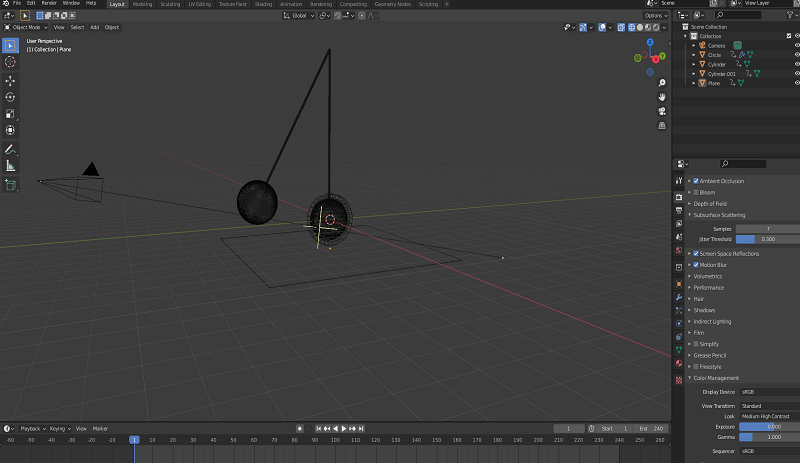 File Edit Render Window Help Layout Modeling Sculpting UV Editing Texture Paint Shading Animation Rendering Compositing Geometry Nodes Scripting Scene View Layer
Global Options
Object Mode View Select Add Object
User Perspective
(1) Collection | Plane
Z
Y
X
Scene Collection
Collection
Camera
Circle
Cylinder
Cylinder.001
Plane
Ambient Occlusion
Bloom
Depth of Field
Subsurface Scattering
Samples 7
Jitter Threshold 0.300
Screen Space Reflections
Motion Blur
Volumetrics
Performance
Hair
Shadows
Indirect Lighting
Film
Simplify
Grease Pencil
Freestyle
Color Management
Display Device sRGB
View Transform Standard
Look Medium High Contrast
Exposure 0.000
Gamma 1.000
Sequencer sRGB
Playback Keying View Marker 1 Start 1 End 240
-60 -50 -40 -30 -20 -10 1 10 20 30 40 50 60 70 80 90 100 110 120 130 140 150 160 170 180 190 200 210 220 230 240 250 260